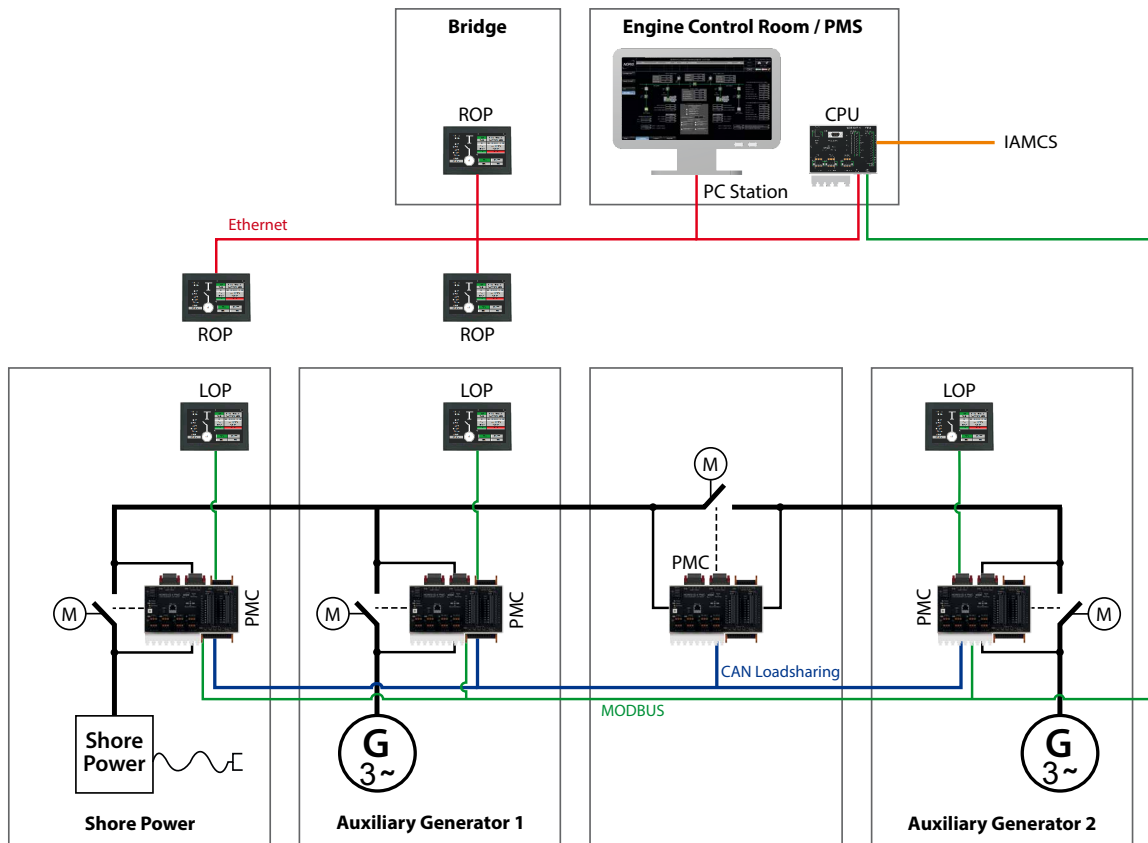 Bridge
Engine Control Room / PMS
ROP
CPU
IAMCS
PC Station
Ethernet
ROP
ROP
LOP
LOP
LOP
M
PMC
M
PMC
M
PMC
PMC
M
CAN Loadsharing
MODBUS
Shore
Power
G
3~
G
3~
Shore Power
Auxiliary Generator 1
Auxiliary Generator 2